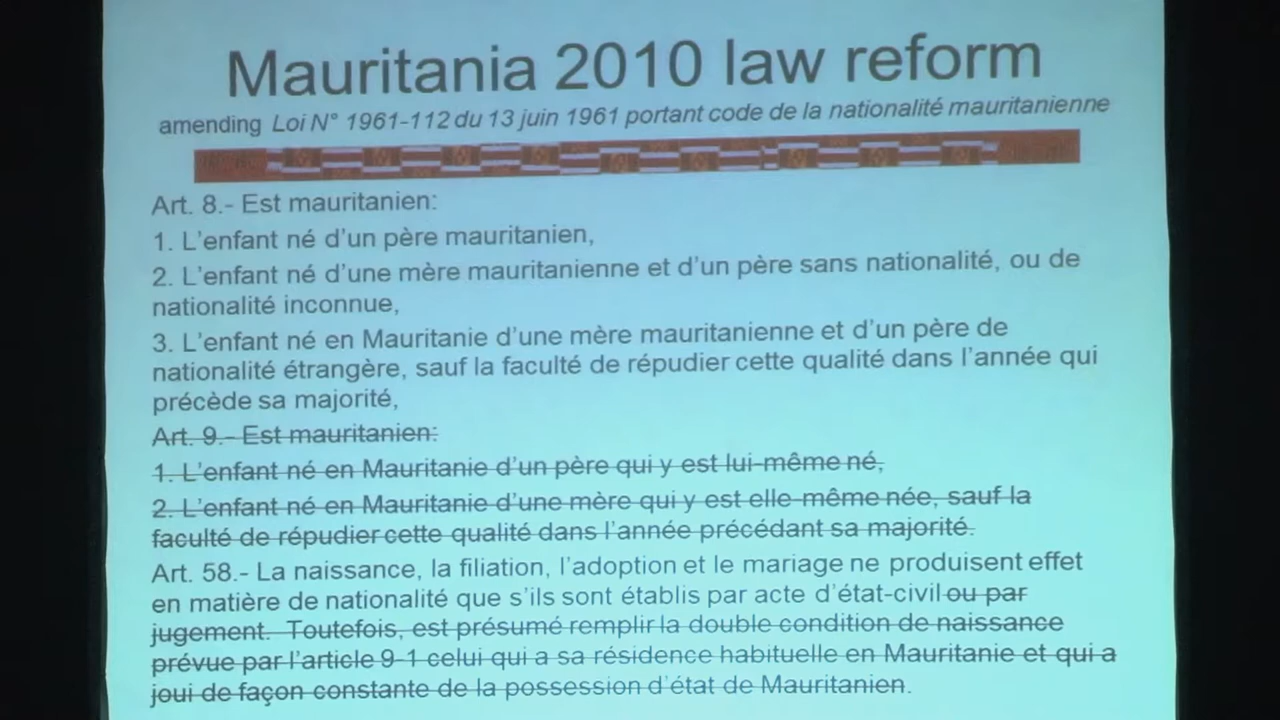 Mauritania 2010 law reform
amending Loi N° 1961-112 du 13 juin 1961 portant code de la nationalité mauritanienne
Art. 8.- Est mauritanien:
1. L'enfant né d'un père mauritanien,
2. L'enfant né d'une mère mauritanienne et d'un père sans nationalité, ou de
nationalité inconnue,
3. L'enfant né en Mauritanie d'une mère mauritanienne et d'un père de
nationalité étrangère, sauf la faculté de répudier cette qualité dans l'année qui
précède sa majorité,
Art. 9.- Est mauritanien:
1. L'enfant né en Mauritanie d'un père qui y est lui-même né,
2. L'enfant né en Mauritanie d'une mère qui y est elle-même née, sauf la
faculté de répudier cette qualité dans l'année précédant sa majorité.
Art. 58.- La naissance, la filiation, l'adoption et le mariage ne produisent effet
en matière de nationalité que s'ils sont établis par acte d'état-civil ou par
jugement. Toutefois, est présumé remplir la double condition de naissance
prévue par l'article 9-1 celui qui a sa résidence habituelle en Mauritanie et qui a
joui de façon constante de la possession d'état de Mauritanien.